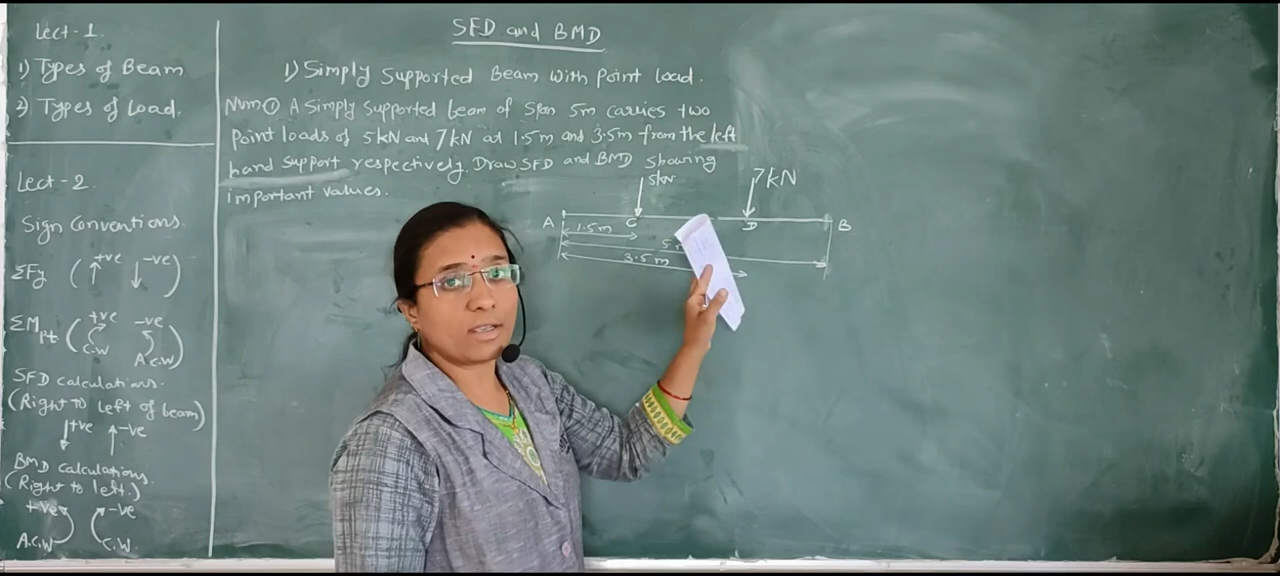 Lect-1.
1) Types of Beam
2) Types of Load.
Lect-2.
Sign Conventions.
ΣFy ( ↑ +ve ↓ -ve )
ΣMpt ( +ve C.W -ve A.C.W )
SFD calculations.
(Right to left of beam)
↓ +ve ↑ -ve
BMD calculations.
(Right to left.)
+ve -ve
A.C.W C.W
SFD and BMD
1) Simply Supported Beam with Point Load.
Num ① A Simply Supported beam of Span 5m carries two
Point loads of 5kN and 7kN at 1.5m and 3.5m from the left
hand support respectively. Draw SFD and BMD showing
important values.
5kN 7kN
A C D B
1.5m
5
3.5m